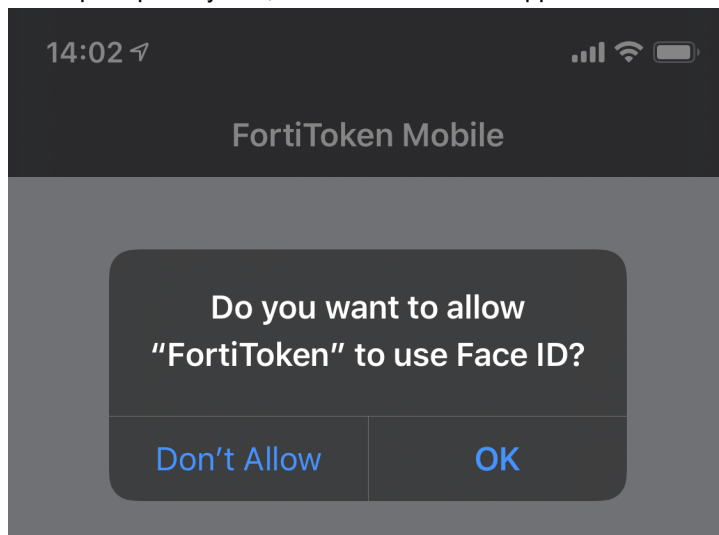 14:02
FortiToken Mobile
Do you want to allow
“FortiToken” to use Face ID?
Don’t Allow
OK